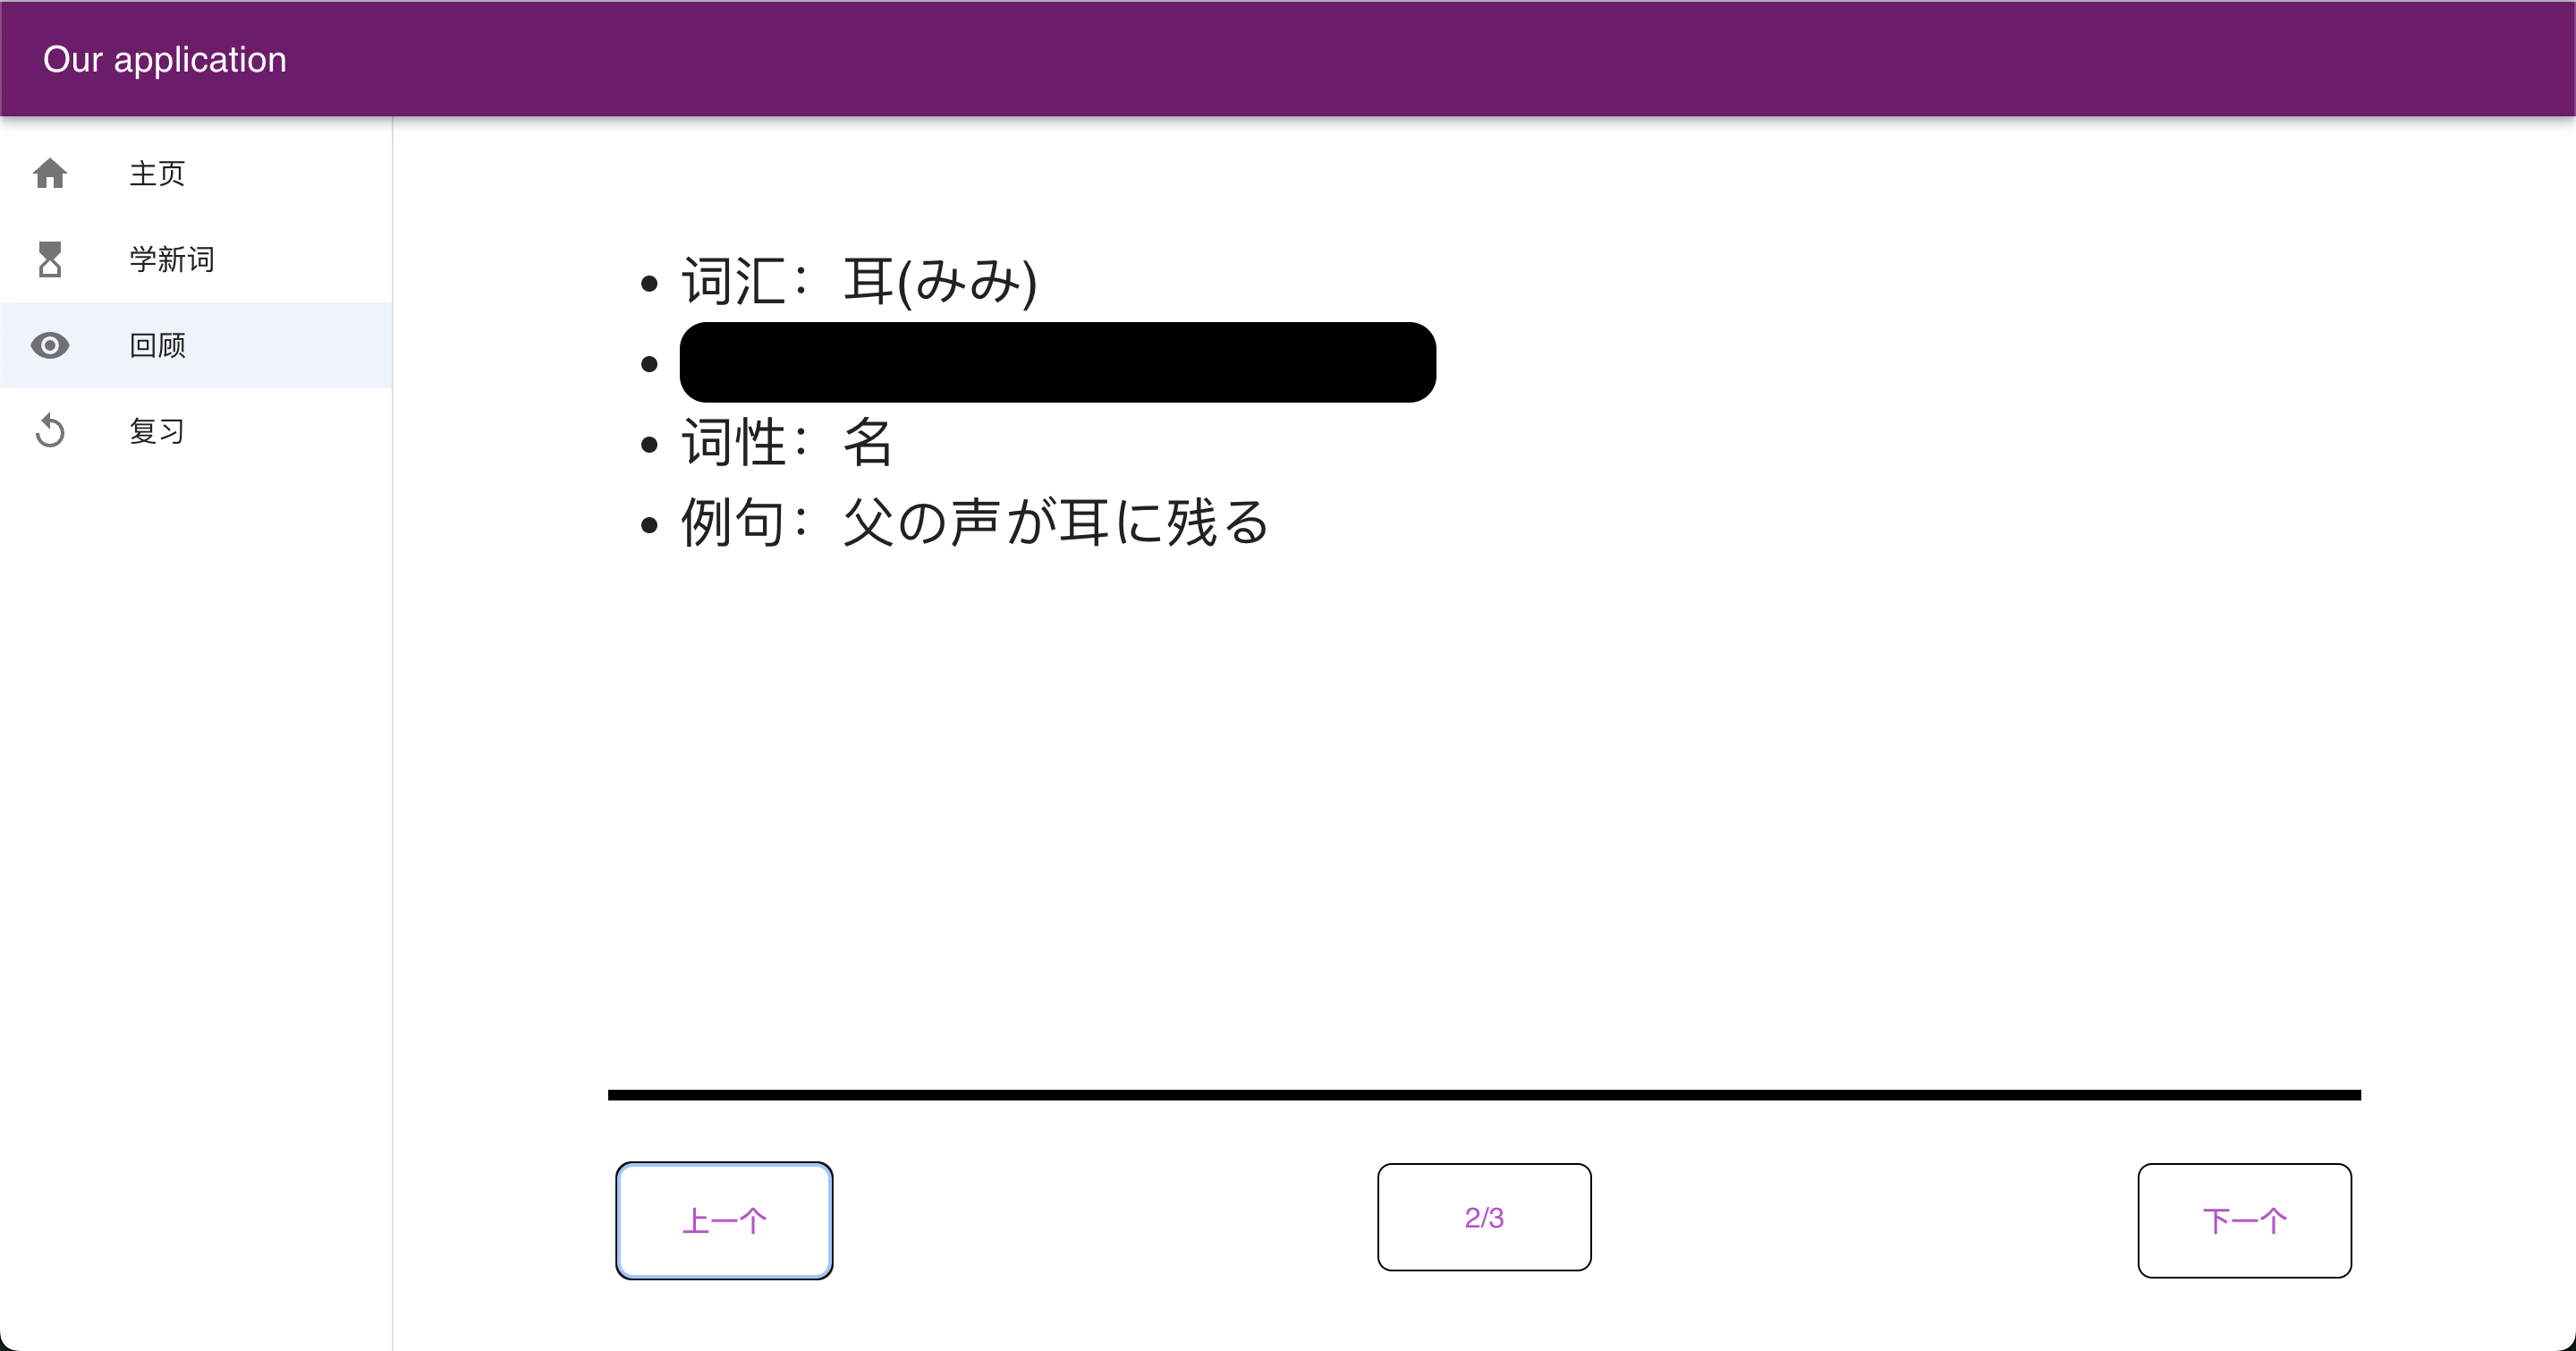 Our application
主页
学新词
回顾
复习
词汇：耳(みみ)
词性：名
例句：父の声が耳に残る
上一个
2/3
下一个